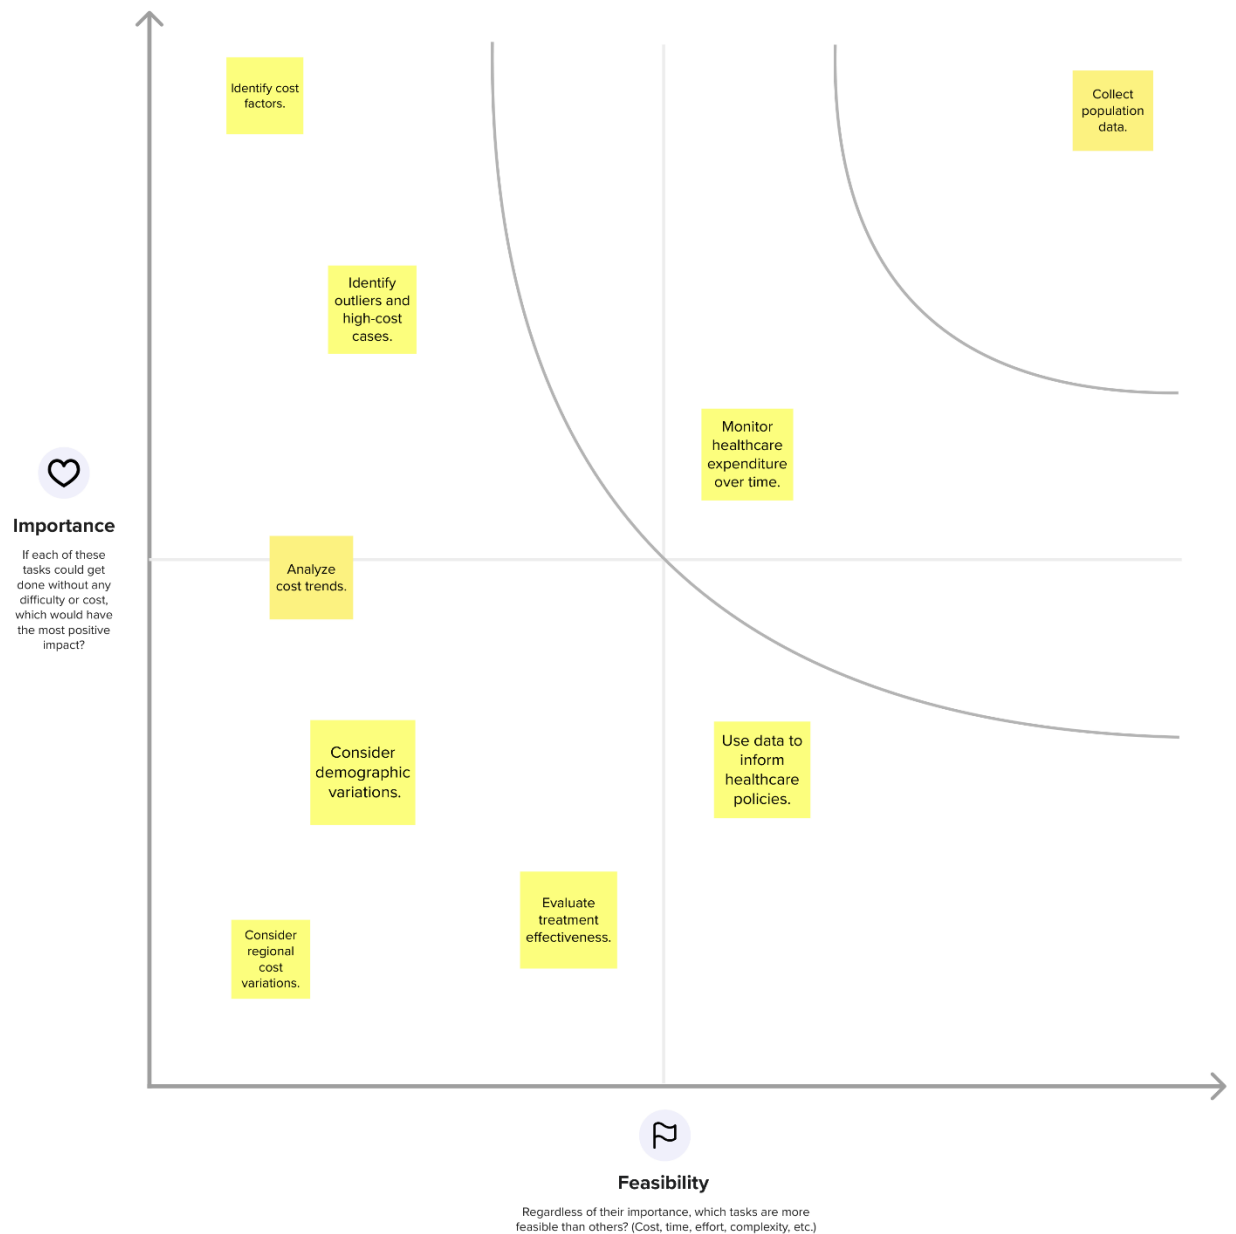 Identify cost
factors.
Collect
population
data.
Identify
outliers and
high-cost
cases.
Monitor
healthcare
expenditure
over time.
Importance
If each of these
tasks could get
done without any
difficulty or cost,
which would have
the most positive
impact?
Analyze
cost trends.
Consider
demographic
variations.
Use data to
inform
healthcare
policies.
Evaluate
treatment
effectiveness.
Consider
regional
cost
variations.
Feasibility
Regardless of their importance, which tasks are more
feasible than others? (Cost, time, effort, complexity, etc.)